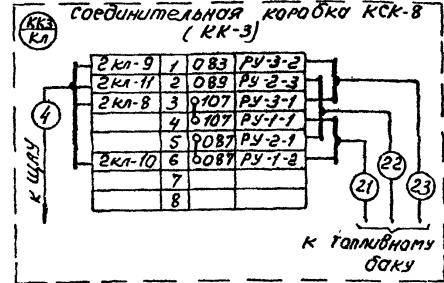 ККЗ
КЛ
Соединительная коробка КСК-8
(КК-3)
2КЛ-9 1 083 РУ-3-2
2КЛ-11 2 089 РУ-2-3
2КЛ-8 3 107 РУ-3-1
4 107 РУ-1-1
5 087 РУ-2-1
2КЛ-10 6 087 РУ-1-2
7
8
4
к ЩАУ
21
22
23
к топливному
баку